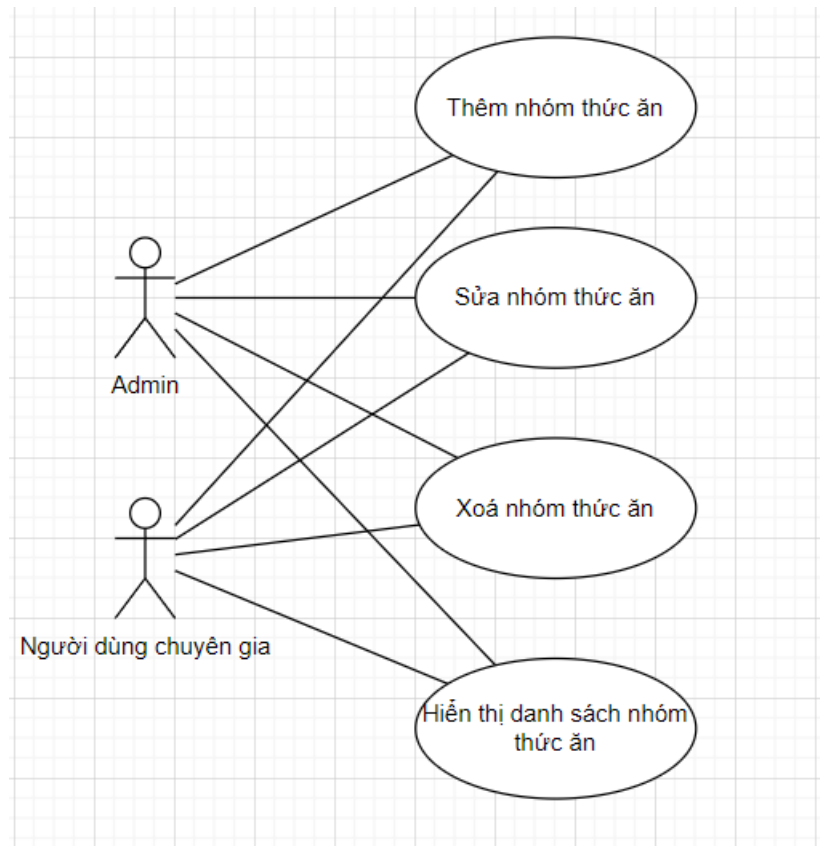 Thêm nhóm thức ăn
Sửa nhóm thức ăn
Admin
Xoá nhóm thức ăn
Người dùng chuyên gia
Hiển thị danh sách nhóm
thức ăn